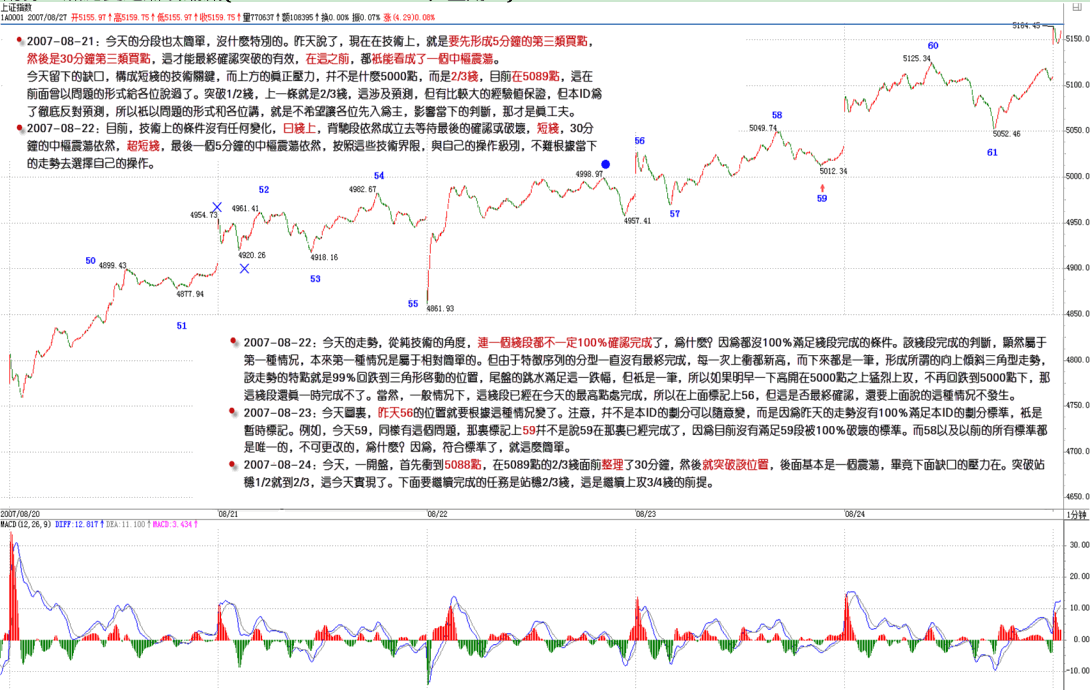 上证指数
1A0001 2007/08/27 开5155.97↑高5159.75↑低5155.97↑收5159.75↑量770637↑额108395↑换0.00% 振0.07% 涨(4.29)0.08%
2007-08-21：今天的分段也太簡單，沒什麼特別的。昨天說了，現在在技術上，就是要先形成5分鐘的第三類買點，
然後是30分鐘第三類買點，這才能最終確認突破的有效，在這之前，都衹能看成了一個中樞震蕩。
今天留下的缺口，構成短綫的技術關鍵，而上方的眞正壓力，幷不是什麼5000點，而是2/3綫，目前在5089點，這在
前面曾以問題的形式給各位說過了。突破1/2綫，上一條就是2/3綫，這涉及預測，但有比較大的經驗値保證，但本ID爲
了徹底反對預測，所以衹以問題的形式和各位講，就是不希望讓各位先入爲主，影響當下的判斷，那才是眞工夫。
2007-08-22：目前，技術上的條件沒有任何變化，日綫上，背馳段依然成立去等待最後的確認或破壞，短綫，30分
鐘的中樞震蕩依然，超短綫，最後一個5分鐘的中樞震蕩依然，按照這些技術界限，與自己的操作級別，不難根據當下
的走勢去選擇自己的操作。
5184.45
5150.0
60
5125.34
5100.0
58
5049.74
5052.46
61
5050.0
56
5012.34
59
54
4998.97
5000.0
52
4982.67
57
4954.73
4961.41
4957.41
4950.0
4920.26
4918.16
50
4899.43
53
4900.0
4877.94
51
55
4861.93
4850.0
4800.0
4750.0
4700.0
4650.0
2007-08-22：今天的走勢，從純技術的角度，連一個綫段都不一定100%確認完成了，爲什麼？因爲都沒100%滿足綫段完成的條件。該綫段完成的判斷，顯然屬于
第一種情況，本來第一種情況是屬于相對簡單的。但由于特徵序列的分型一直沒有最終完成，每一次上衝都新高，而下來都是一筆，形成所謂的向上傾斜三角型走勢，
該走勢的特點就是99%回跌到三角形啓動的位置，尾盤的跳水滿足這一跌幅，但衹是一筆，所以如果明早一下高開在5000點之上猛烈上攻，不再回跌到5000點下，那
這綫段還眞一時完成不了。當然，一般情況下，這綫段已經在今天的最高點處完成，所以在上面標記上56，但這是否最終確認，還要上面說的這種情況不發生。
2007-08-23：今天圖裏，昨天56的位置就要根據這種情況變了。注意，幷不是本ID的劃分可以隨意變，而是因爲昨天的走勢沒有100%滿足本ID的劃分標準，衹是
暫時標記。例如，今天59，同樣有這個問題，那裏標記上59幷不是說59在那裏已經完成了，因爲目前沒有滿足59段被100%破壞的標準。而58以及以前的所有標準都
是唯一的，不可更改的，爲什麼？因爲，符合標準了，就這麼簡單。
2007-08-24：今天，一開盤，首先衝到5088點，在5089點的2/3綫面前整理了30分鐘，然後就突破該位置，後面基本是一個震蕩，畢竟下面缺口的壓力在。突破站
穩1/2就到2/3，這今天實現了。下面要繼續完成的任務是站穩2/3綫，這是繼續上攻3/4綫的前提。
2007/08/20 08/21 08/22 08/23 08/24 1分钟
MACD(12,26,9) DIFF:12.817↑DEA:11.100↑MACD:3.434↑
30.00
20.00
10.00
0.00
-10.00